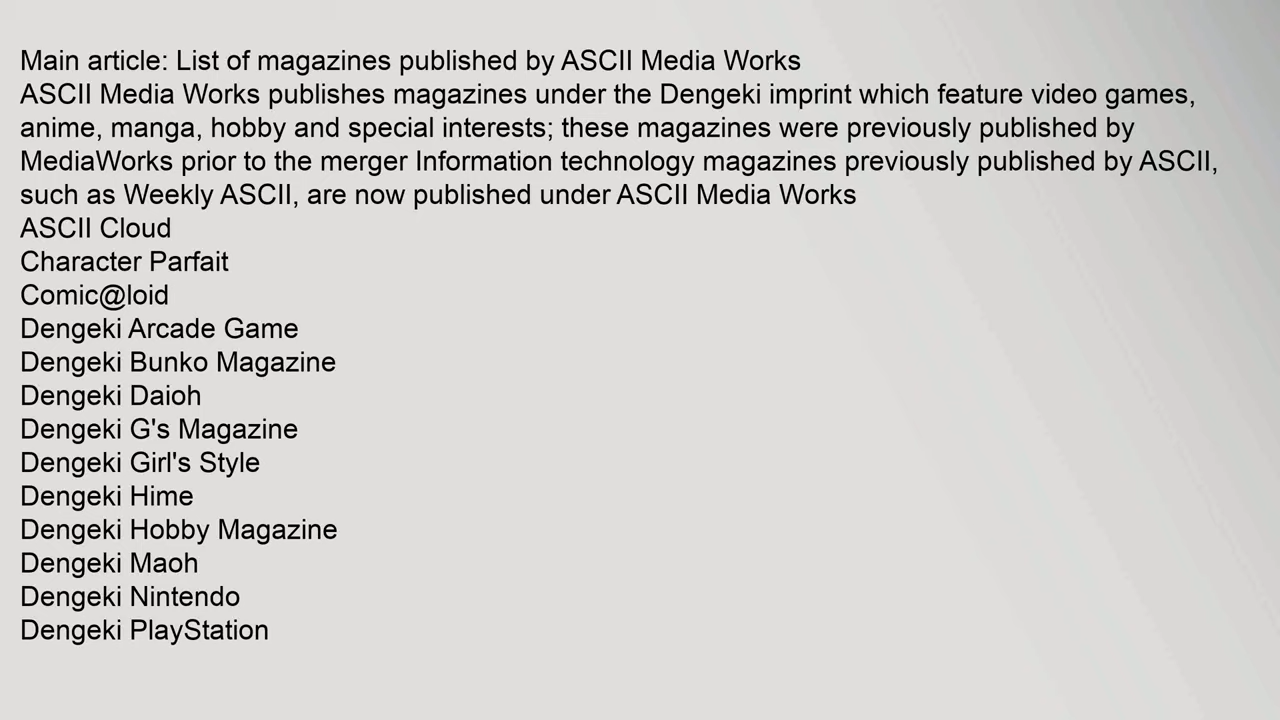 Main article: List of magazines published by ASCII Media Works
ASCII Media Works publishes magazines under the Dengeki imprint which feature video games,
anime, manga, hobby and special interests; these magazines were previously published by
MediaWorks prior to the merger Information technology magazines previously published by ASCII,
such as Weekly ASCII, are now published under ASCII Media Works
ASCII Cloud
Character Parfait
Comic@loid
Dengeki Arcade Game
Dengeki Bunko Magazine
Dengeki Daioh
Dengeki G's Magazine
Dengeki Girl's Style
Dengeki Hime
Dengeki Hobby Magazine
Dengeki Maoh
Dengeki Nintendo
Dengeki PlayStation